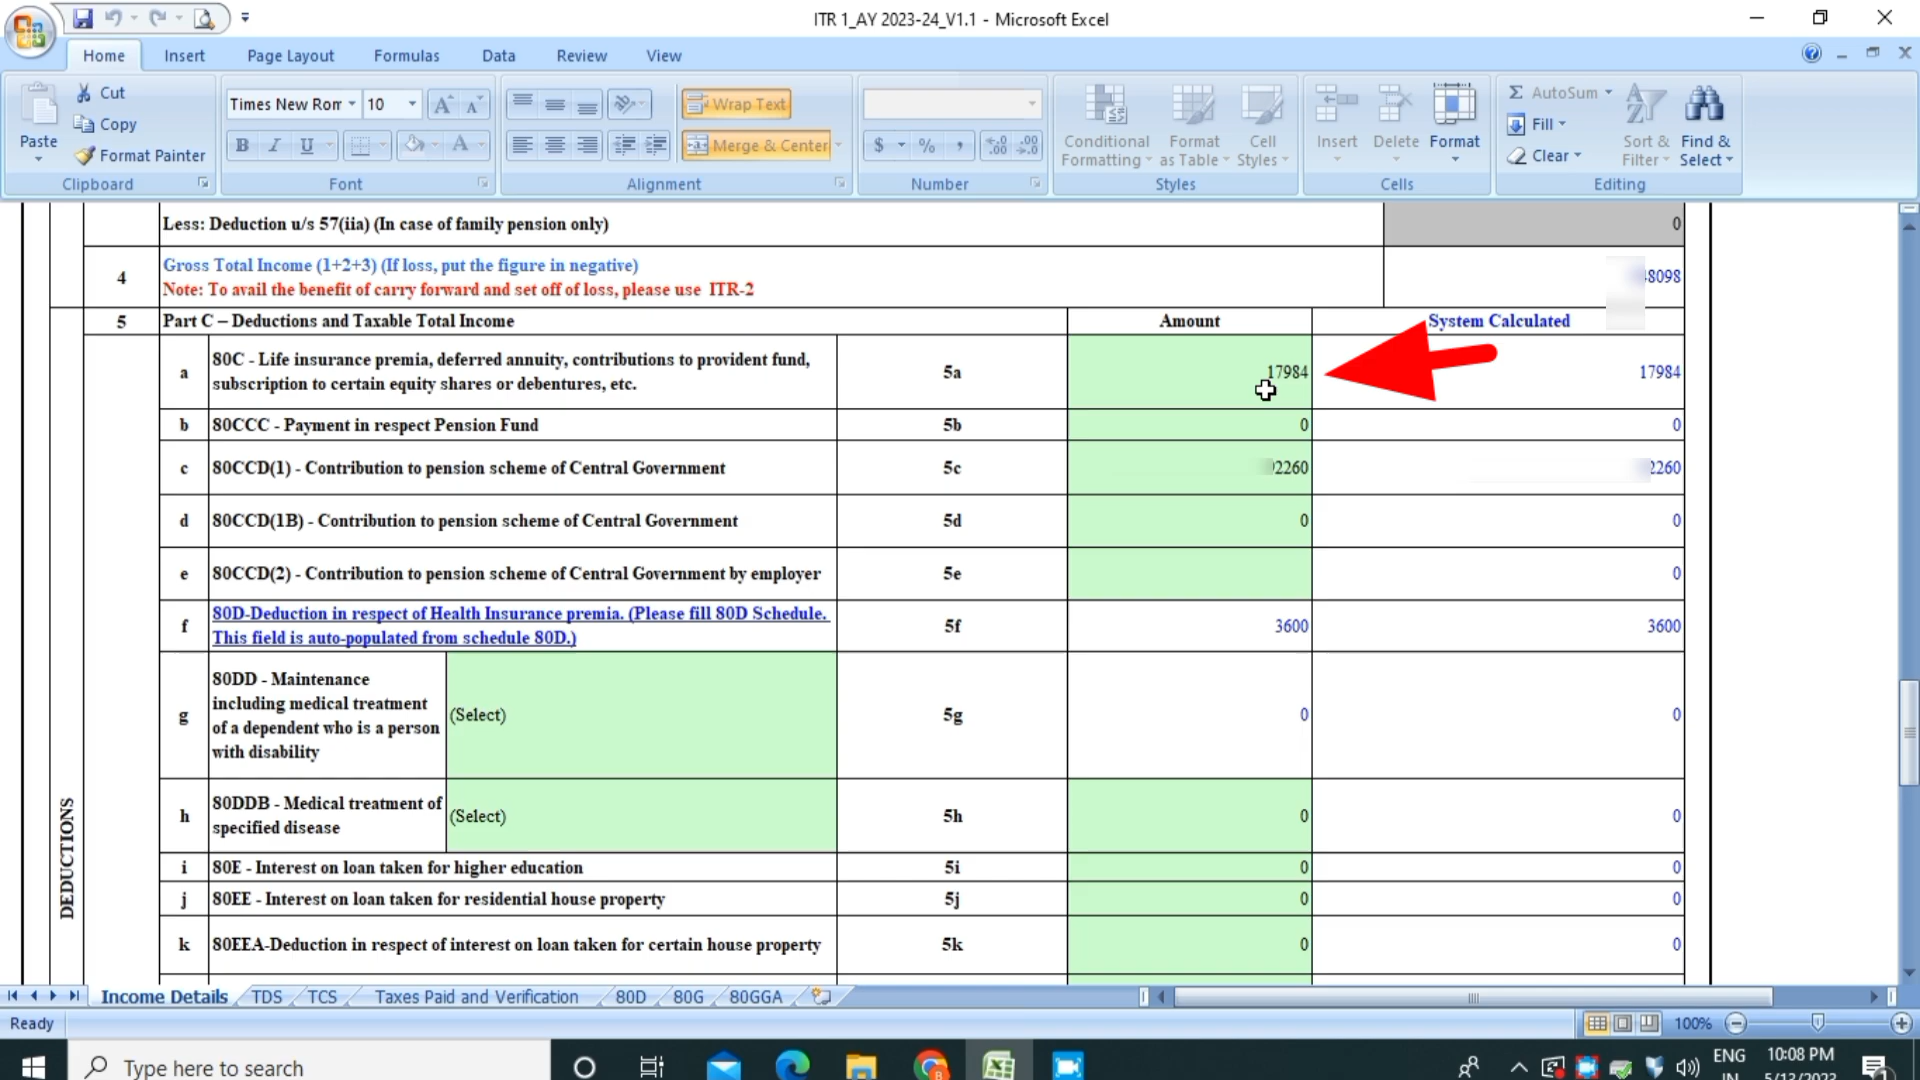 ITR 1_AY 2023-24_V1.1 - Microsoft Excel
Home Insert Page Layout Formulas Data Review View
Paste
Cut
Copy
Format Painter
Clipboard
Times New Ror 10
B I U
Font
Wrap Text
Merge & Center
Alignment
$ % ,
Number
Conditional Formatting
Format as Table
Cell Styles
Styles
Insert Delete Format
Cells
Σ AutoSum
Fill
Clear
Sort & Filter
Find & Select
Editing
Less: Deduction u/s 57(iia) (In case of family pension only) 0
4 Gross Total Income (1+2+3) (If loss, put the figure in negative) 8098
Note: To avail the benefit of carry forward and set off of loss, please use ITR-2
5 Part C – Deductions and Taxable Total Income Amount System Calculated
a 80C - Life insurance premia, deferred annuity, contributions to provident fund,
subscription to certain equity shares or debentures, etc. 5a 17984 17984
b 80CCC - Payment in respect Pension Fund 5b 0 0
c 80CCD(1) - Contribution to pension scheme of Central Government 5c 2260 2260
d 80CCD(1B) - Contribution to pension scheme of Central Government 5d 0 0
e 80CCD(2) - Contribution to pension scheme of Central Government by employer 5e 0
f 80D-Deduction in respect of Health Insurance premia. (Please fill 80D Schedule.
This field is auto-populated from schedule 80D.) 5f 3600 3600
g 80DD - Maintenance
including medical treatment
of a dependent who is a person
with disability (Select) 5g 0 0
h 80DDB - Medical treatment of
specified disease (Select) 5h 0 0
i 80E - Interest on loan taken for higher education 5i 0 0
j 80EE - Interest on loan taken for residential house property 5j 0 0
k 80EEA-Deduction in respect of interest on loan taken for certain house property 5k 0 0
DEDUCTIONS
Income Details TDS TCS Taxes Paid and Verification 80D 80G 80GGA
Ready 100%
Type here to search
ENG 10:08 PM
IN 5/13/2023